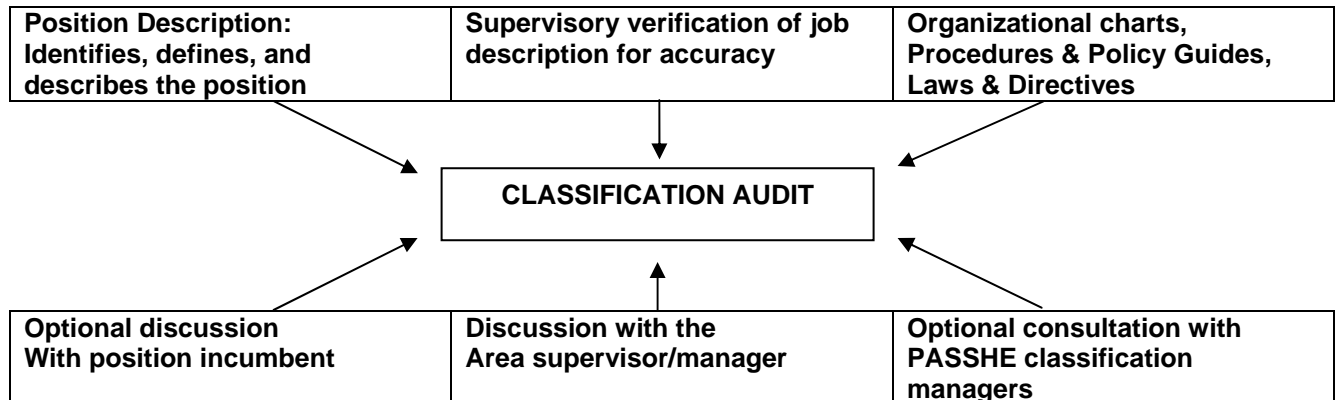 Position Description:
Identifies, defines, and
describes the position
Supervisory verification of job
description for accuracy
Organizational charts,
Procedures & Policy Guides,
Laws & Directives
CLASSIFICATION AUDIT
Optional discussion
With position incumbent
Discussion with the
Area supervisor/manager
Optional consultation with
PASSHE classification
managers